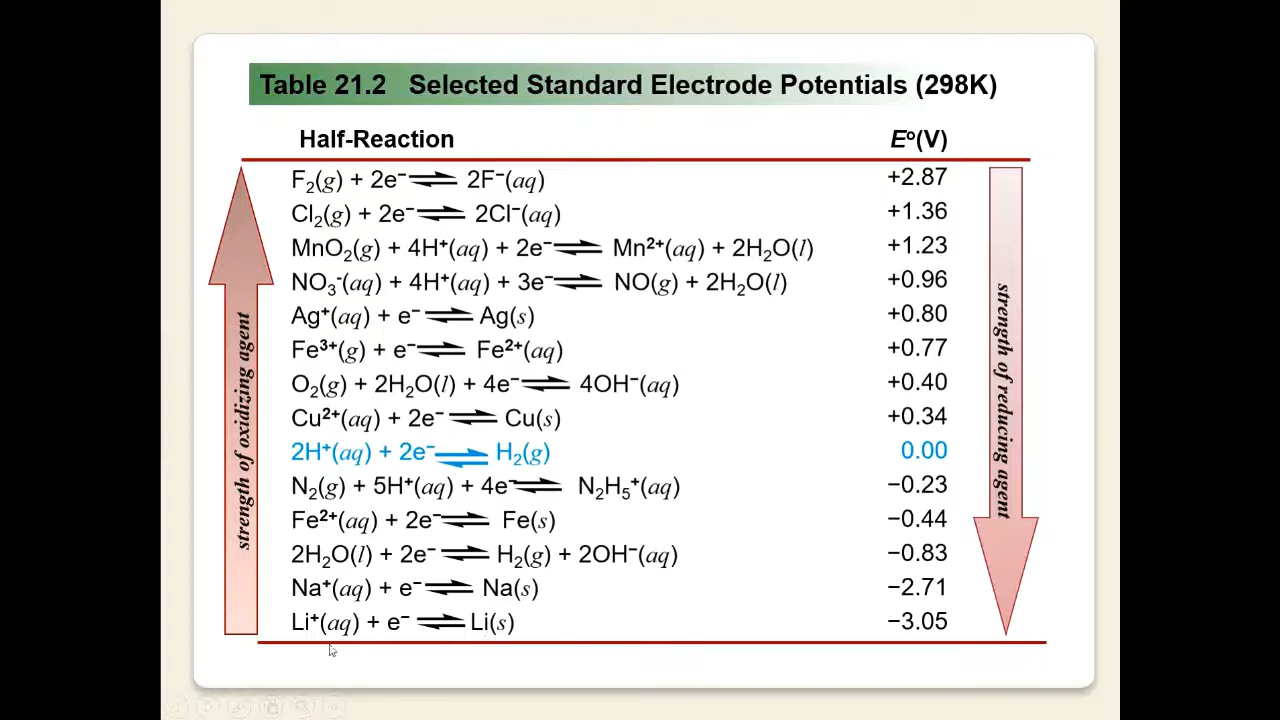 Table 21.2 Selected Standard Electrode Potentials (298K)
Half-Reaction E°(V)
F₂(g) + 2e⁻ ⇌ 2F⁻(aq) +2.87
Cl₂(g) + 2e⁻ ⇌ 2Cl⁻(aq) +1.36
MnO₂(g) + 4H⁺(aq) + 2e⁻ ⇌ Mn²⁺(aq) + 2H₂O(l) +1.23
NO₃⁻(aq) + 4H⁺(aq) + 3e⁻ ⇌ NO(g) + 2H₂O(l) +0.96
Ag⁺(aq) + e⁻ ⇌ Ag(s) +0.80
Fe³⁺(g) + e⁻ ⇌ Fe²⁺(aq) +0.77
O₂(g) + 2H₂O(l) + 4e⁻ ⇌ 4OH⁻(aq) +0.40
Cu²⁺(aq) + 2e⁻ ⇌ Cu(s) +0.34
2H⁺(aq) + 2e⁻ ⇌ H₂(g) 0.00
N₂(g) + 5H⁺(aq) + 4e⁻ ⇌ N₂H₅⁺(aq) −0.23
Fe²⁺(aq) + 2e⁻ ⇌ Fe(s) −0.44
2H₂O(l) + 2e⁻ ⇌ H₂(g) + 2OH⁻(aq) −0.83
Na⁺(aq) + e⁻ ⇌ Na(s) −2.71
Li⁺(aq) + e⁻ ⇌ Li(s) −3.05
strength of oxidizing agent
strength of reducing agent